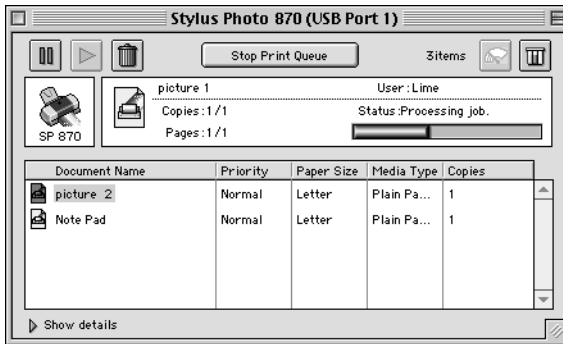 Stylus Photo 870 (USB Port 1)
Stop Print Queue
3items
SP 870
picture 1
User:Lime
Copies:1/1
Status:Processing job.
Pages:1/1
Document Name Priority Paper Size Media Type Copies
picture 2 Normal Letter Plain Pa... 1
Note Pad Normal Letter Plain Pa... 1
Show details